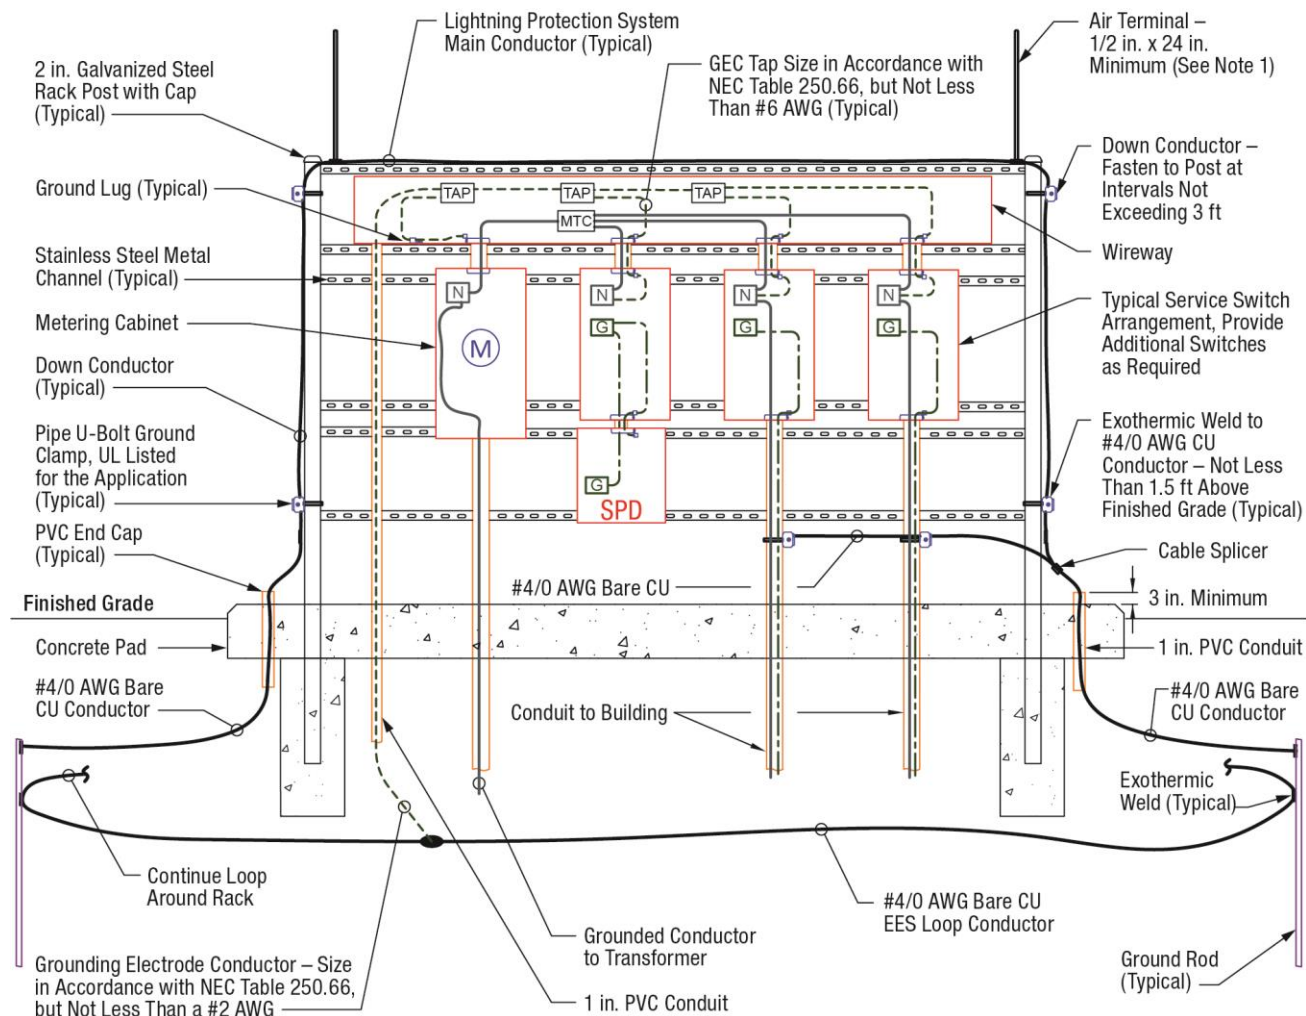 Lightning Protection System
Main Conductor (Typical)
Air Terminal –
1/2 in. x 24 in.
Minimum (See Note 1)
2 in. Galvanized Steel
Rack Post with Cap
(Typical)
GEC Tap Size in Accordance with
NEC Table 250.66, but Not Less
Than #6 AWG (Typical)
Down Conductor –
Fasten to Post at
Intervals Not
Exceeding 3 ft
Ground Lug (Typical)
TAP
TAP
TAP
MTC
Wireway
Stainless Steel Metal
Channel (Typical)
N
N
N
N
Typical Service Switch
Arrangement, Provide
Additional Switches
as Required
Metering Cabinet
M
G
G
G
Down Conductor
(Typical)
Pipe U-Bolt Ground
Clamp, UL Listed
for the Application
(Typical)
Exothermic Weld to
#4/0 AWG CU
Conductor – Not Less
Than 1.5 ft Above
Finished Grade (Typical)
G
SPD
PVC End Cap
(Typical)
Cable Splicer
#4/0 AWG Bare CU
3 in. Minimum
Finished Grade
Concrete Pad
1 in. PVC Conduit
#4/0 AWG Bare
CU Conductor
Conduit to Building
#4/0 AWG Bare
CU Conductor
Exothermic
Weld (Typical)
Continue Loop
Around Rack
#4/0 AWG Bare CU
EES Loop Conductor
Grounded Conductor
to Transformer
Ground Rod
(Typical)
Grounding Electrode Conductor – Size
in Accordance with NEC Table 250.66,
but Not Less Than a #2 AWG
1 in. PVC Conduit